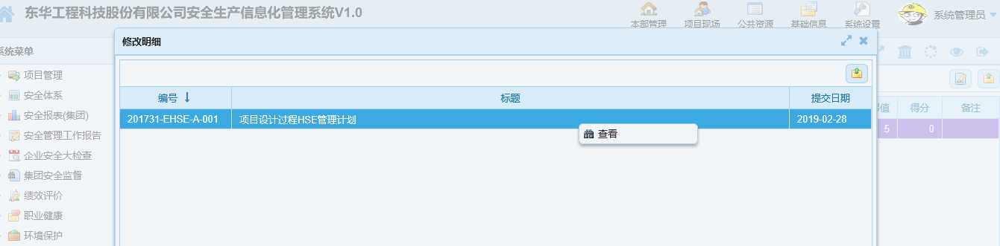 东华工程科技股份有限公司安全生产信息化管理系统V1.0
本部管理 项目现场 公共资源 基础信息 系统设置 系统管理员
系统菜单
修改明细
项目管理
安全体系
安全报表(集团)
安全管理工作报告
企业安全大检查
集团安全监督
绩效评价
职业健康
环境保护
编号 标题 提交日期
201731-EHSE-A-001 项目设计过程HSE管理计划 2019-02-28
查看
值 得分 备注
5 0